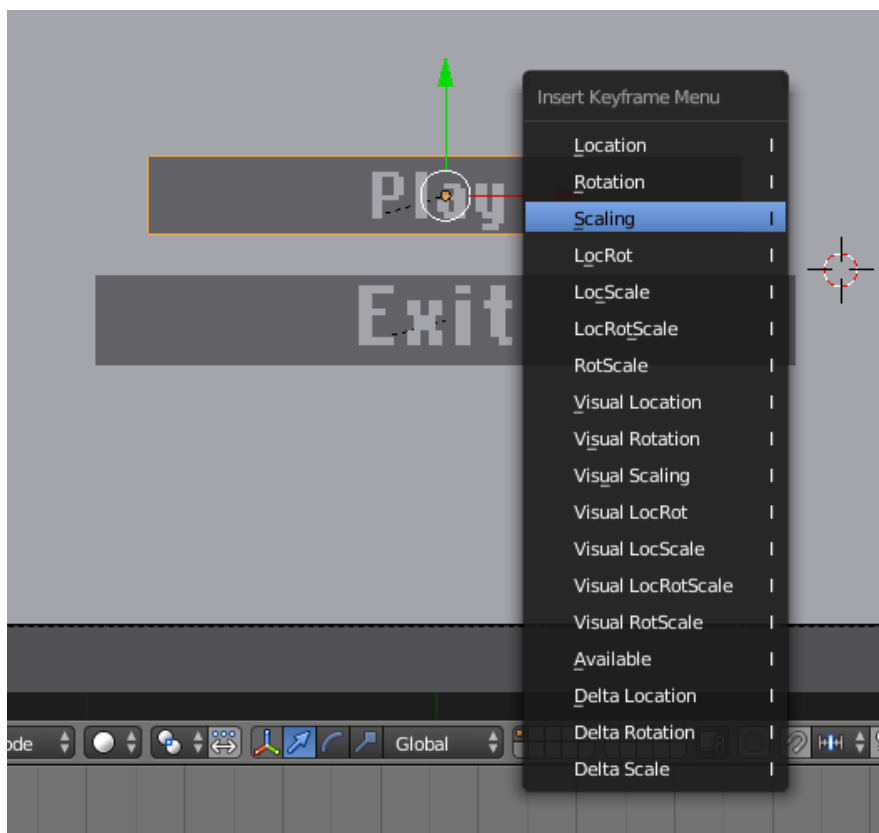 Insert Keyframe Menu
Location I
Rotation I
Scaling I
LocRot I
LocScale I
LocRotScale I
RotScale I
Visual Location I
Visual Rotation I
Visual Scaling I
Visual LocRot I
Visual LocScale I
Visual LocRotScale I
Visual RotScale I
Available I
Delta Location I
Delta Rotation I
Delta Scale I
Play
Exit
ode
Global